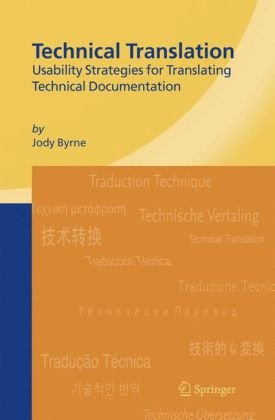 Technical Translation
Usability Strategies for Translating
Technical Documentation
by
Jody Byrne
Traduction Technique
Τεχνική μετάφραση
Technische Vertaling
技术转换
Technical Translation
Traducción Técnica
Traduzione Tecnic
Технически Перевод
技術的な変換
Tradução Técnica
기술적인 번역
Springer
Technische Übersetzung